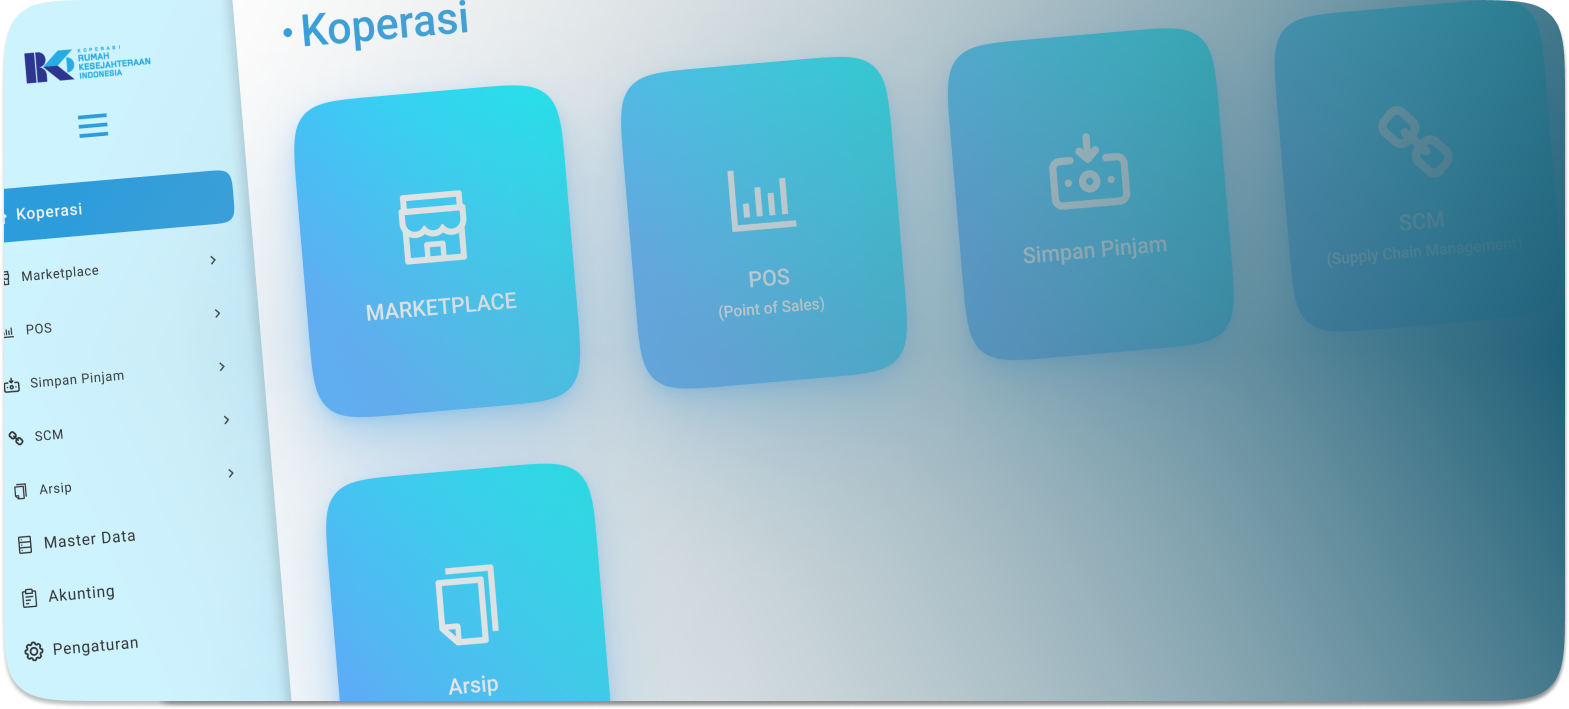 KOPERASI
RUMAH
KESEJAHTERAAN
INDONESIA
Koperasi
Marketplace
POS
Simpan Pinjam
SCM
Arsip
Master Data
Akunting
Pengaturan
• Koperasi
MARKETPLACE
POS
(Point of Sales)
Simpan Pinjam
SCM
(Supply Chain Management)
Arsip